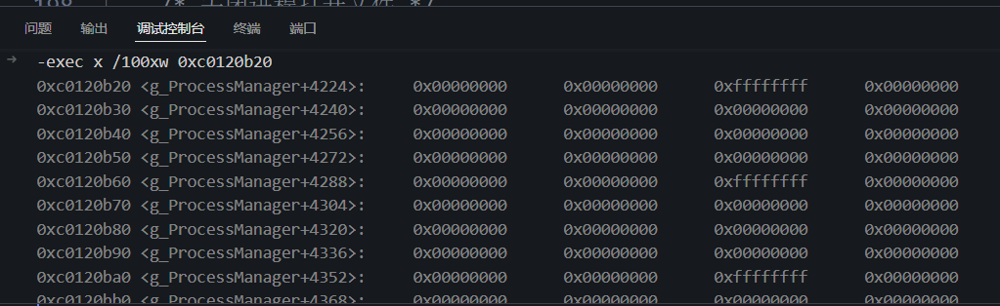 问题 输出 调试控制台 终端 端口
-exec x /100xw 0xc0120b20
0xc0120b20 <g_ProcessManager+4224>: 0x00000000 0x00000000 0xffffffff 0x00000000
0xc0120b30 <g_ProcessManager+4240>: 0x00000000 0x00000000 0x00000000 0x00000000
0xc0120b40 <g_ProcessManager+4256>: 0x00000000 0x00000000 0x00000000 0x00000000
0xc0120b50 <g_ProcessManager+4272>: 0x00000000 0x00000000 0x00000000 0x00000000
0xc0120b60 <g_ProcessManager+4288>: 0x00000000 0x00000000 0xffffffff 0x00000000
0xc0120b70 <g_ProcessManager+4304>: 0x00000000 0x00000000 0x00000000 0x00000000
0xc0120b80 <g_ProcessManager+4320>: 0x00000000 0x00000000 0x00000000 0x00000000
0xc0120b90 <g_ProcessManager+4336>: 0x00000000 0x00000000 0x00000000 0x00000000
0xc0120ba0 <g_ProcessManager+4352>: 0x00000000 0x00000000 0xffffffff 0x00000000
0xc0120bb0 <g_ProcessManager+4368>: 0x00000000 0x00000000 0x00000000 0x00000000